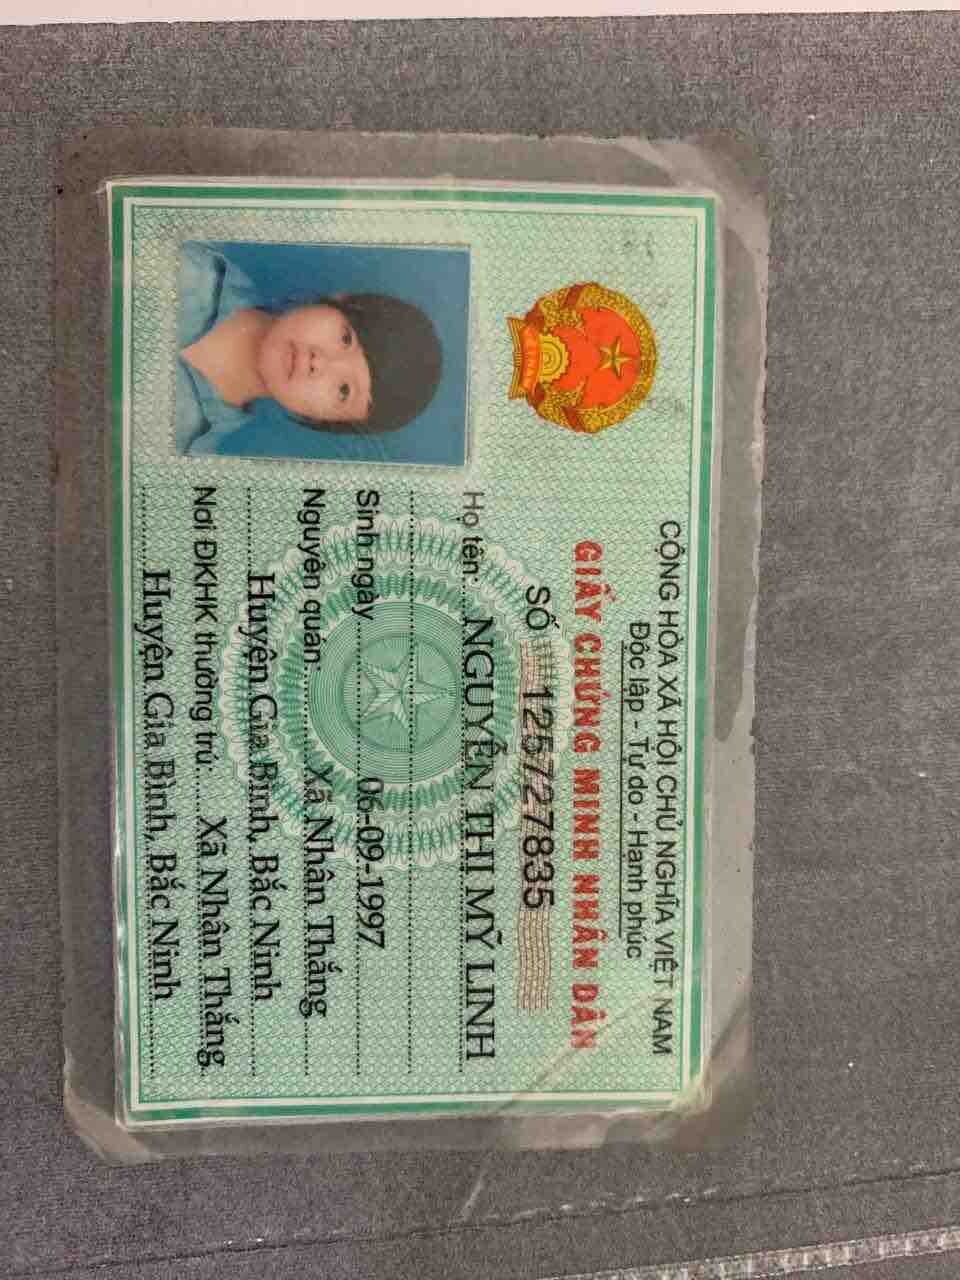 CỘNG HÒA XÃ HỘI CHỦ NGHĨA VIỆT NAM
Độc lập - Tự do - Hạnh phúc
GIẤY CHỨNG MINH NHÂN DÂN
SỐ 125727835
Họ tên: NGUYỄN THỊ MỸ LINH
Sinh ngày 06-09-1997
Nguyên quán Xã Nhân Thắng
Huyện Gia Bình, Bắc Ninh
Nơi ĐKHK thường trú: Xã Nhân Thắng
Huyện Gia Bình, Bắc Ninh